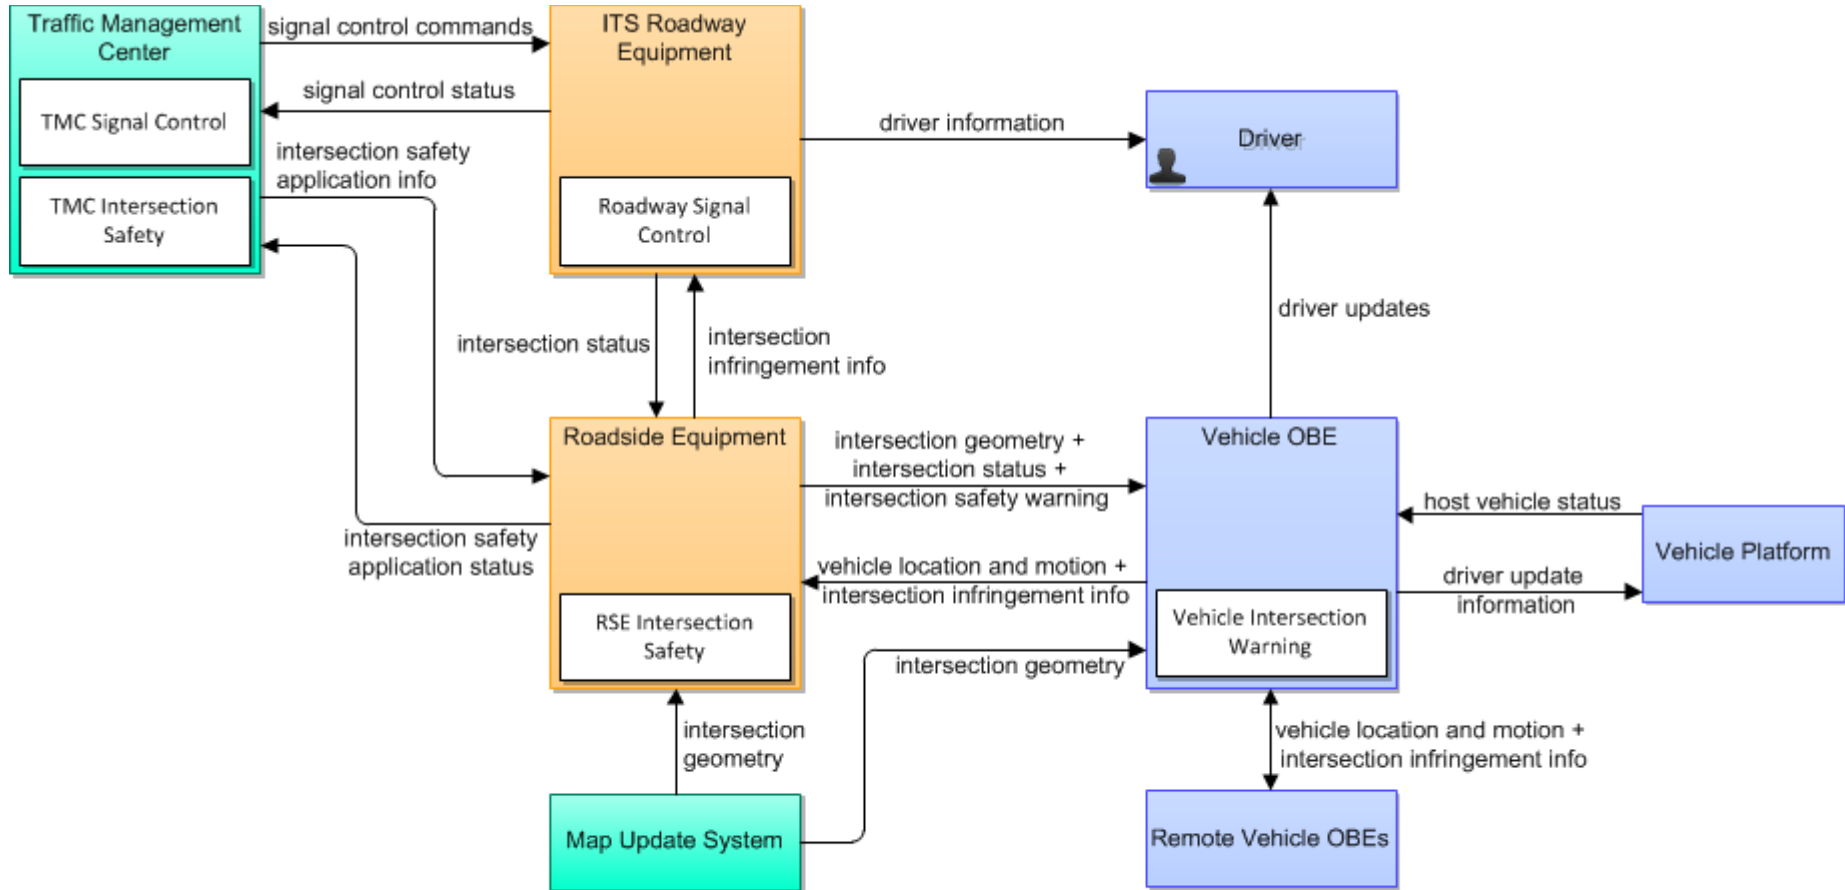 Traffic Management
Center
TMC Signal Control
TMC Intersection
Safety
signal control commands
signal control status
intersection safety
application info
ITS Roadway
Equipment
Roadway Signal
Control
driver information
Driver
driver updates
intersection status
intersection
infringement info
Roadside Equipment
RSE Intersection
Safety
intersection safety
application status
intersection geometry +
intersection status +
intersection safety warning
vehicle location and motion +
intersection infringement info
intersection geometry
Vehicle OBE
Vehicle Intersection
Warning
host vehicle status
driver update
information
Vehicle Platform
intersection
geometry
Map Update System
vehicle location and motion +
intersection infringement info
Remote Vehicle OBEs